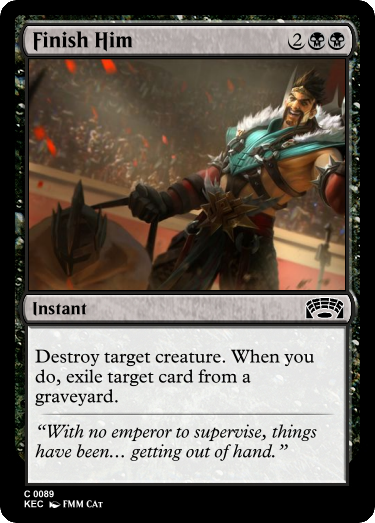 Finish Him 2
Instant
Destroy target creature. When you
do, exile target card from a
graveyard.
“With no emperor to supervise, things
have been… getting out of hand.”
C 0089
KEC FMM CAt